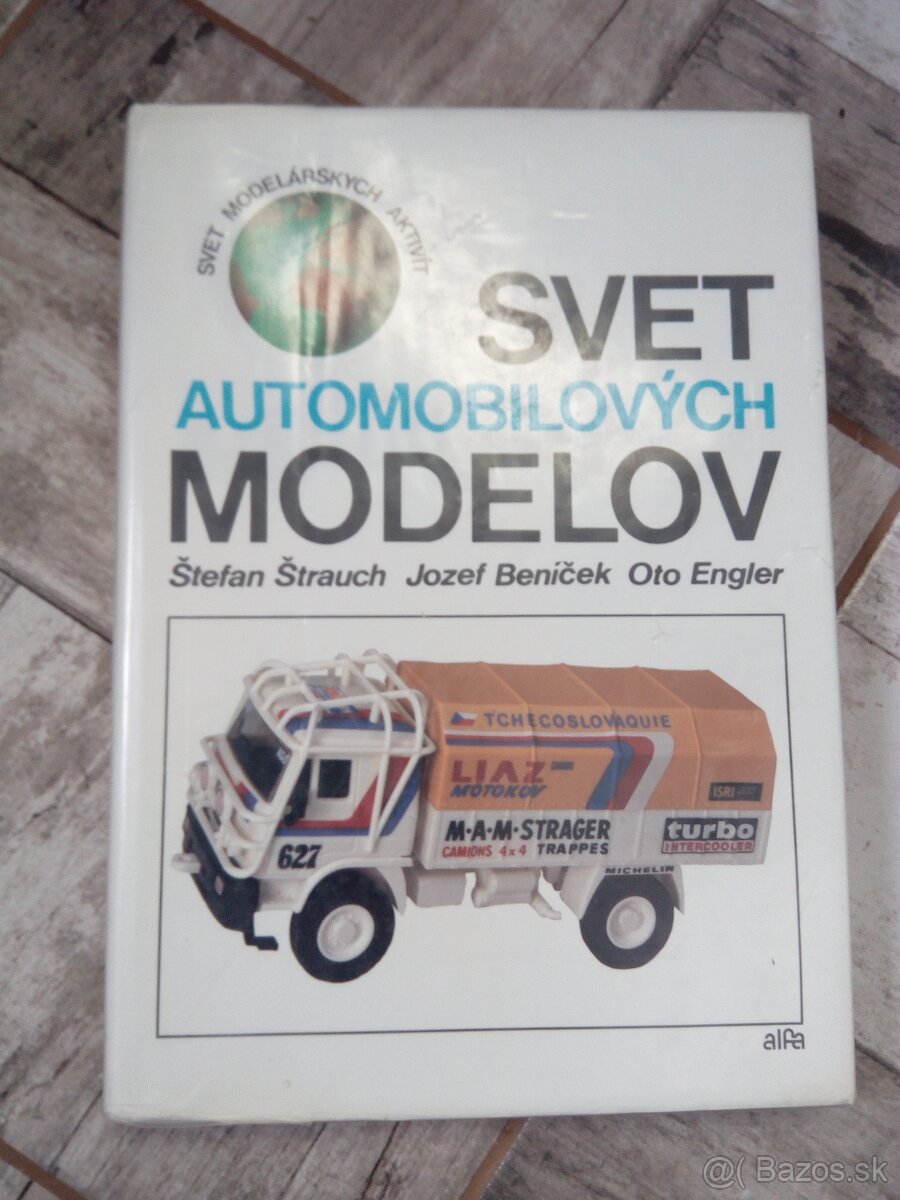 SVET MODELÁRSKYCH AKTIVÍT
SVET
AUTOMOBILOVÝCH
MODELOV
Štefan Štrauch Jozef Beníček Oto Engler
TCHECOSLOVAQUIE
LIAZ
MOTOKOV
ISRI
M·A·M·STRAGER
CAMIONS 4x4 TRAPPES
turbo
INTERCOOLER
627
MICHELIN
alfa
@( Bazos.sk